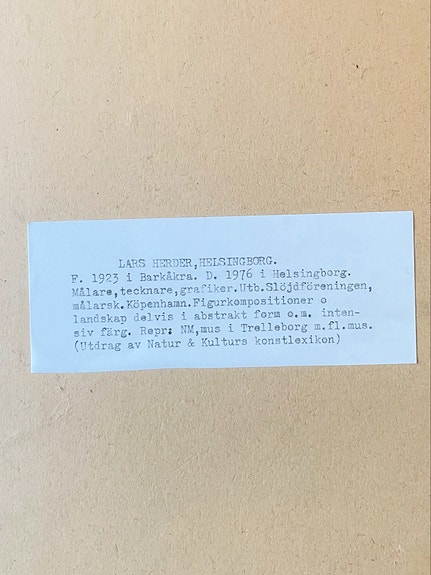 LARS HERDER,HELSINGBORG.
F. 1923 i Barkåkra. D. 1976 i Helsingborg.
Målare,tecknare,grafiker.Utb.Slöjdföreningen,
målarsk.Köpenhamn.Figurkompositioner o
landskap delvis i abstrakt form o.m. inten-
siv färg. Repr: NM,mus i Trelleborg m.fl.mus.
(Utdrag av Natur & Kulturs konstlexikon)